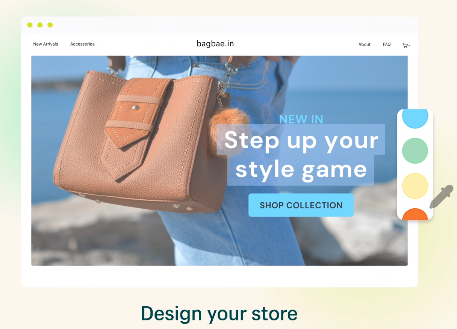 New Arrivals
Accessories
bagbae.in
About
FAQ
NEW IN
Step up your
style game
SHOP COLLECTION
Design your store